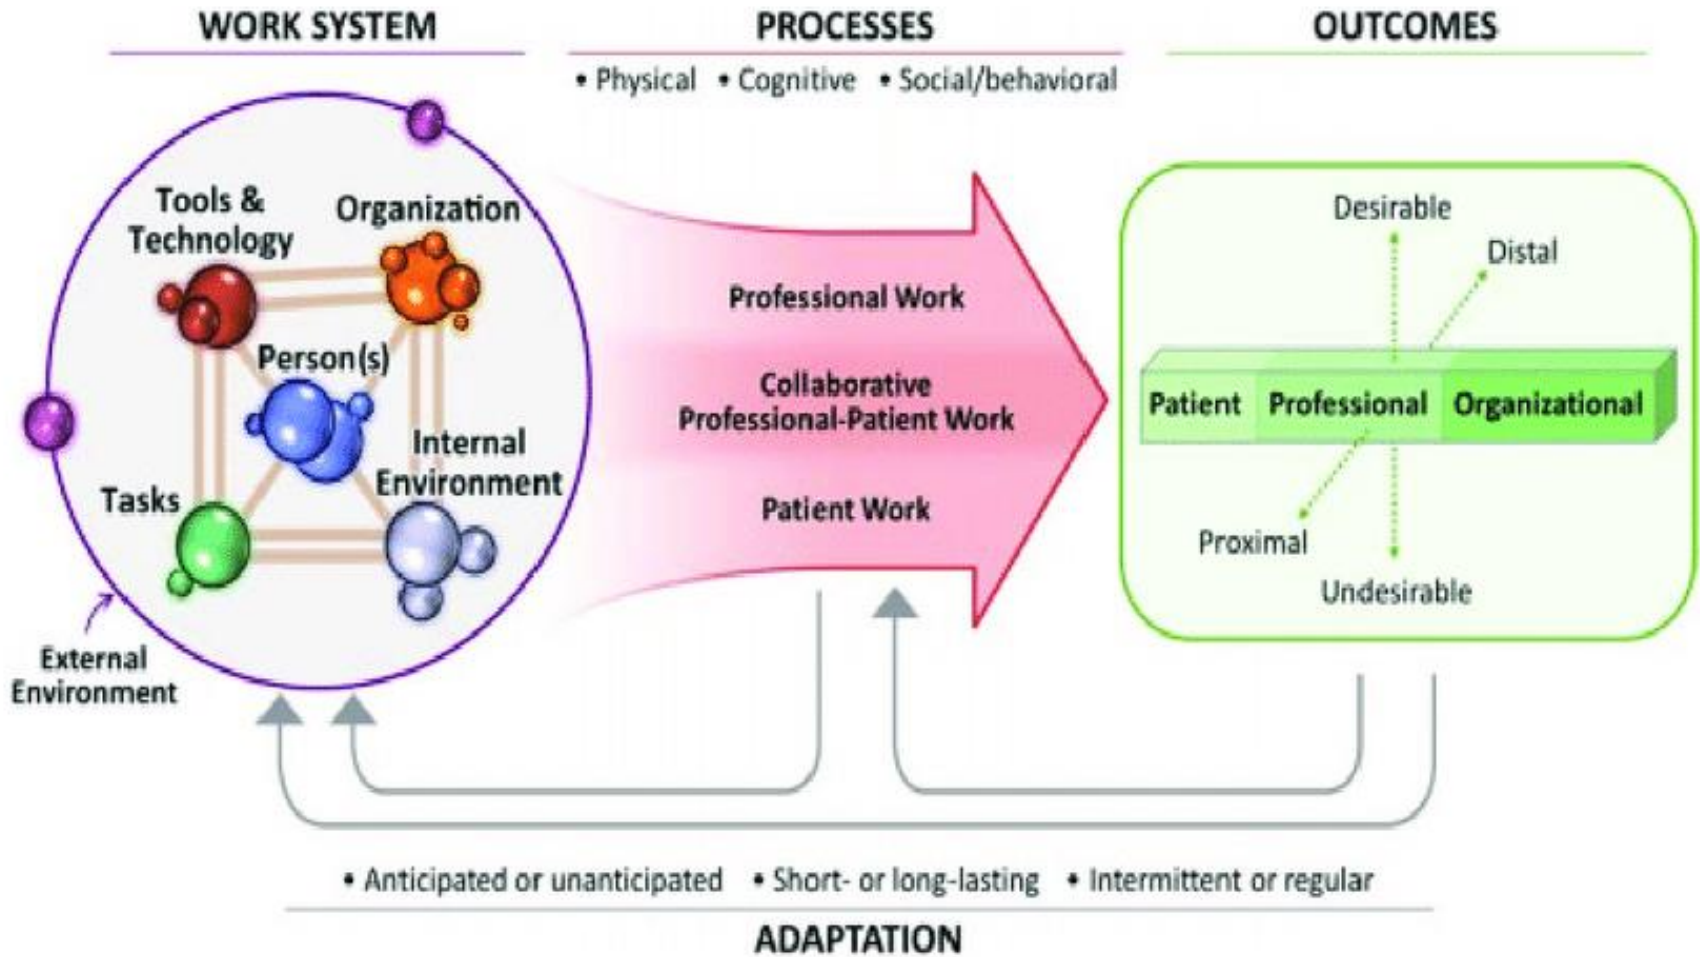 WORK SYSTEM
PROCESSES
OUTCOMES
• Physical • Cognitive • Social/behavioral
Tools &
Technology
Organization
Person(s)
Internal
Environment
Tasks
External
Environment
Professional Work
Collaborative
Professional-Patient Work
Patient Work
Desirable
Distal
Patient
Professional
Organizational
Proximal
Undesirable
• Anticipated or unanticipated • Short- or long-lasting • Intermittent or regular
ADAPTATION